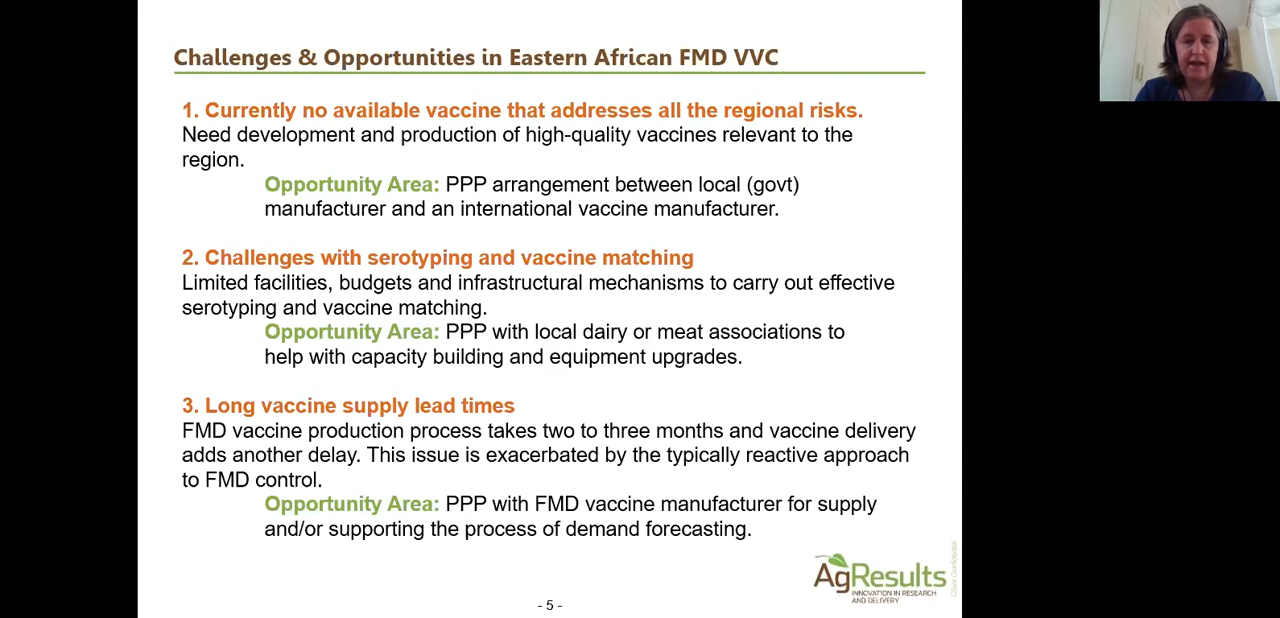 Challenges & Opportunities in Eastern African FMD VVC
1. Currently no available vaccine that addresses all the regional risks.
Need development and production of high-quality vaccines relevant to the
region.
Opportunity Area: PPP arrangement between local (govt)
manufacturer and an international vaccine manufacturer.
2. Challenges with serotyping and vaccine matching
Limited facilities, budgets and infrastructural mechanisms to carry out effective
serotyping and vaccine matching.
Opportunity Area: PPP with local dairy or meat associations to
help with capacity building and equipment upgrades.
3. Long vaccine supply lead times
FMD vaccine production process takes two to three months and vaccine delivery
adds another delay. This issue is exacerbated by the typically reactive approach
to FMD control.
Opportunity Area: PPP with FMD vaccine manufacturer for supply
and/or supporting the process of demand forecasting.
AgResults
INNOVATION IN RESEARCH
AND DELIVERY
Client Confidential
- 5 -